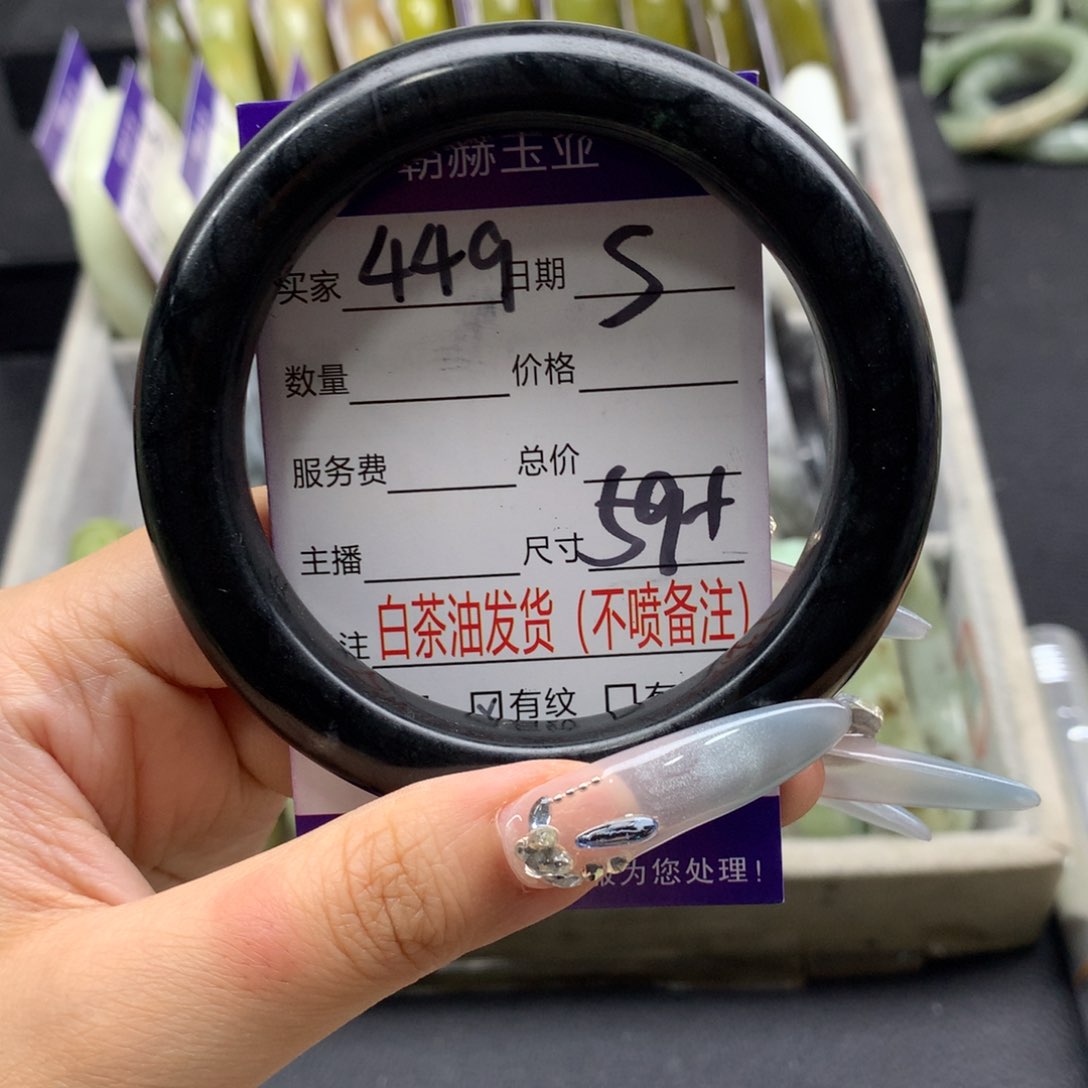 朝赫玉业
买家 449 日期 S
数量 价格
服务费 总价
主播 尺寸 59+
注 白茶油发货（不喷备注）
☑有纹 □有
为您处理！